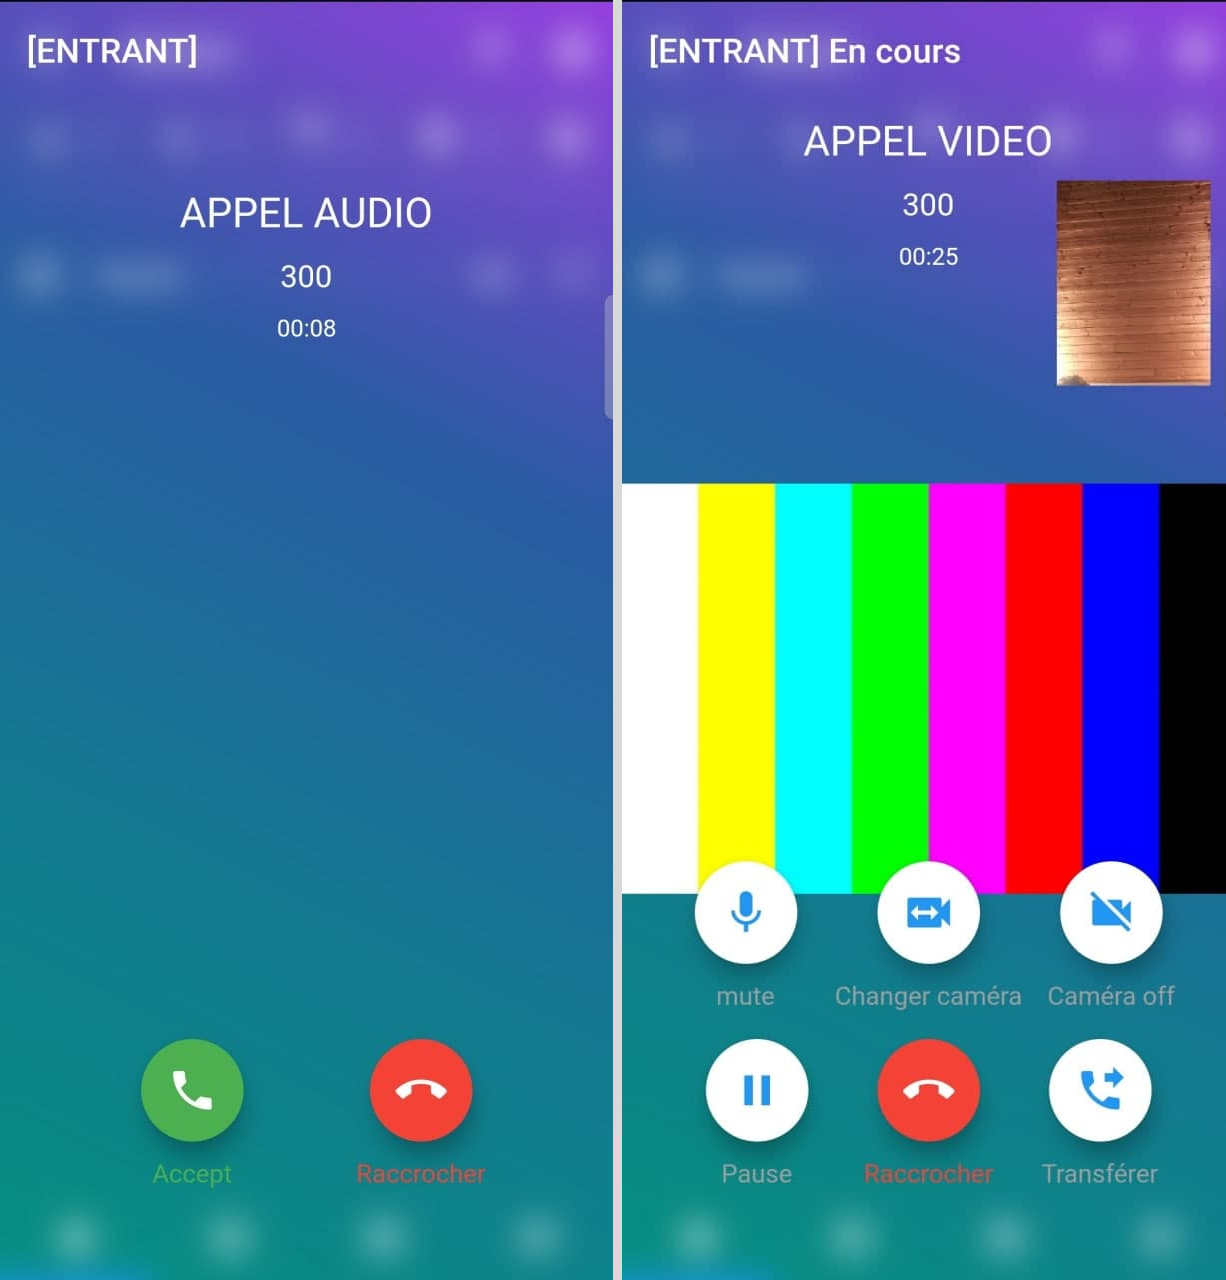 [ENTRANT]
APPEL AUDIO
300
00:08
Accept
Raccrocher
[ENTRANT] En cours
APPEL VIDEO
300
00:25
mute
Changer caméra
Caméra off
Pause
Raccrocher
Transférer